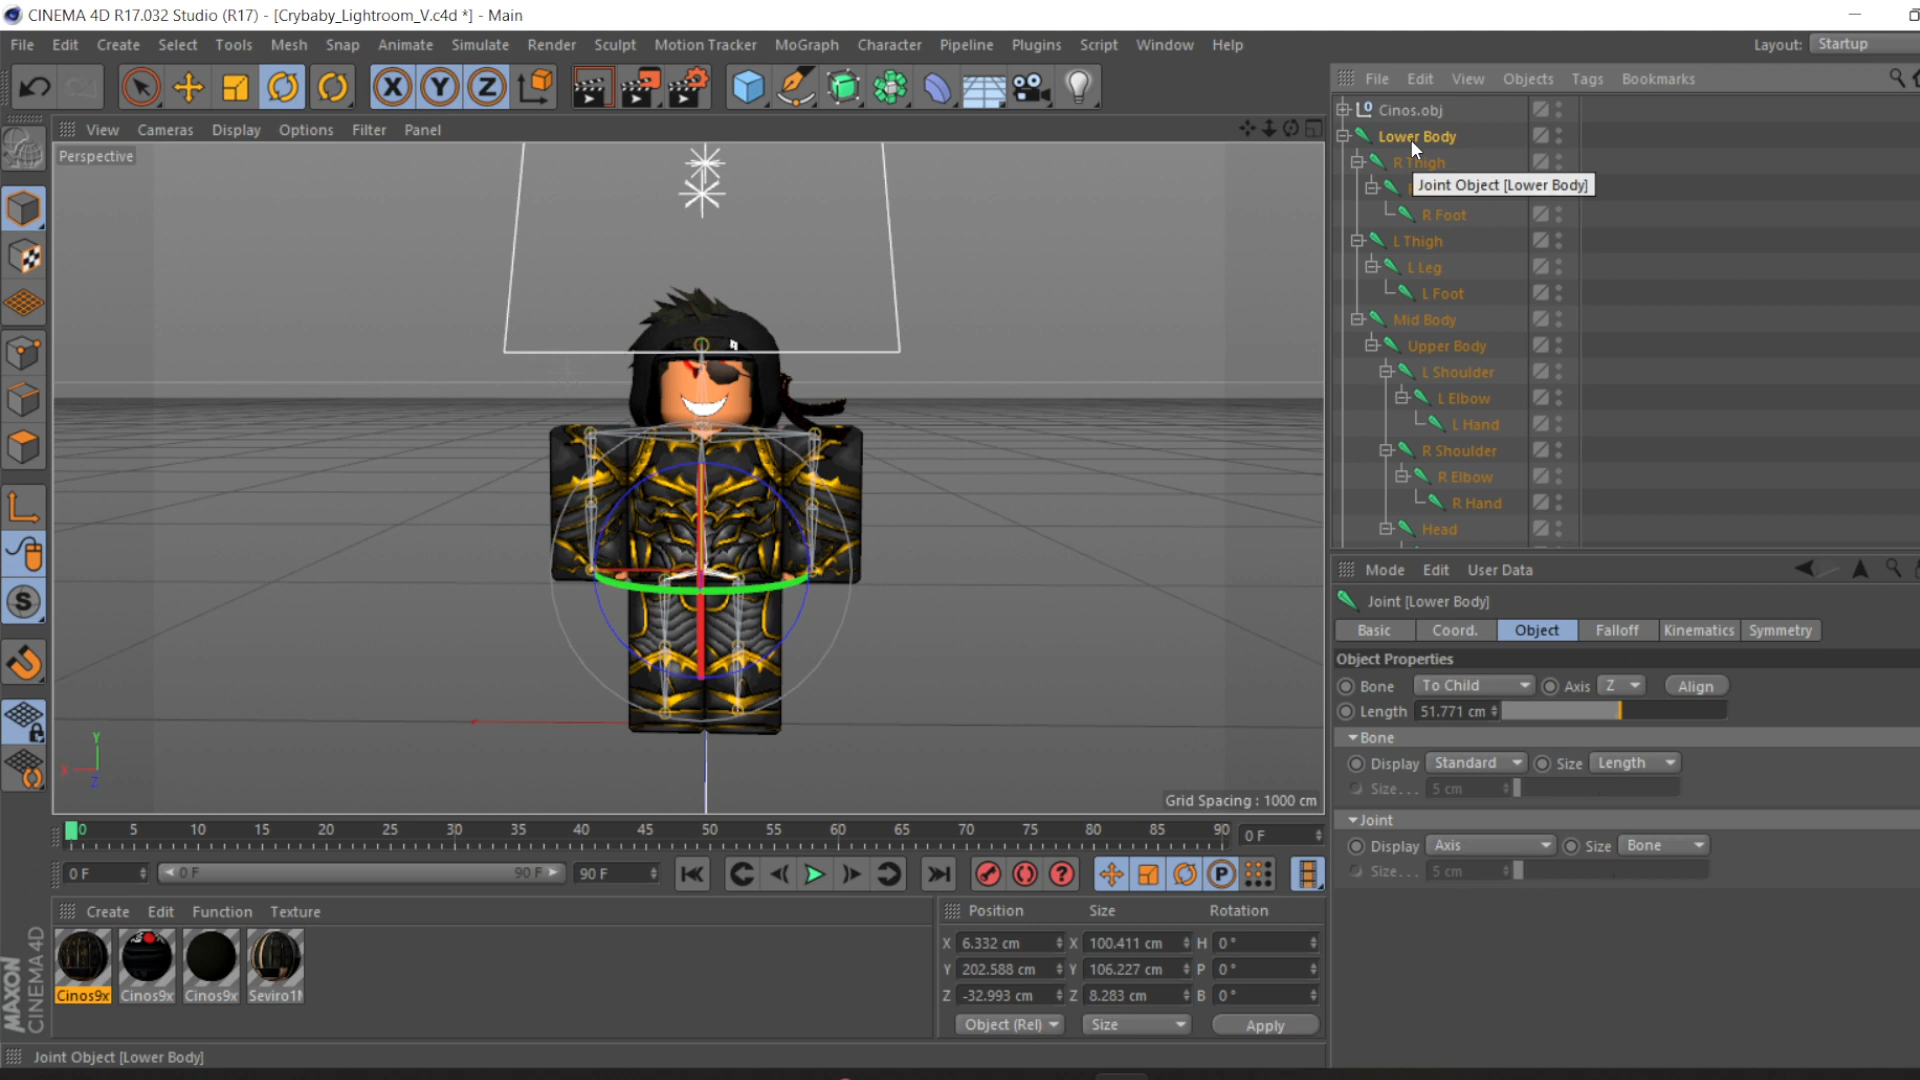 CINEMA 4D R17.032 Studio (R17) - [Crybaby_Lightroom_V.c4d *] - Main
File Edit Create Select Tools Mesh Snap Animate Simulate Render Sculpt Motion Tracker MoGraph Character Pipeline Plugins Script Window Help Layout: Startup
File Edit View Objects Tags Bookmarks
View Cameras Display Options Filter Panel
Perspective
Cinos.obj
Lower Body
R Thigh
Joint Object [Lower Body]
R Foot
L Thigh
L Leg
L Foot
Mid Body
Upper Body
L Shoulder
L Elbow
L Hand
R Shoulder
R Elbow
R Hand
Head
Mode Edit User Data
Joint [Lower Body]
Basic Coord. Object Falloff Kinematics Symmetry
Object Properties
Bone To Child Axis Z Align
Length 51.771 cm
Bone
Display Standard Size Length
Size... 5 cm
Joint
Display Axis Size Bone
Size... 5 cm
Y
X
Z
Grid Spacing : 1000 cm
0 5 10 15 20 25 30 35 40 45 50 55 60 65 70 75 80 85 90 0 F
0 F 0 F 90 F 90 F
Create Edit Function Texture
Cinos9x Cinos9x Cinos9x Seviro1I
Position Size Rotation
X 6.332 cm X 100.411 cm H 0°
Y 202.588 cm Y 106.227 cm P 0°
Z -32.993 cm Z 8.283 cm B 0°
Object (Rel) Size Apply
MAXON
CINEMA 4D
Joint Object [Lower Body]